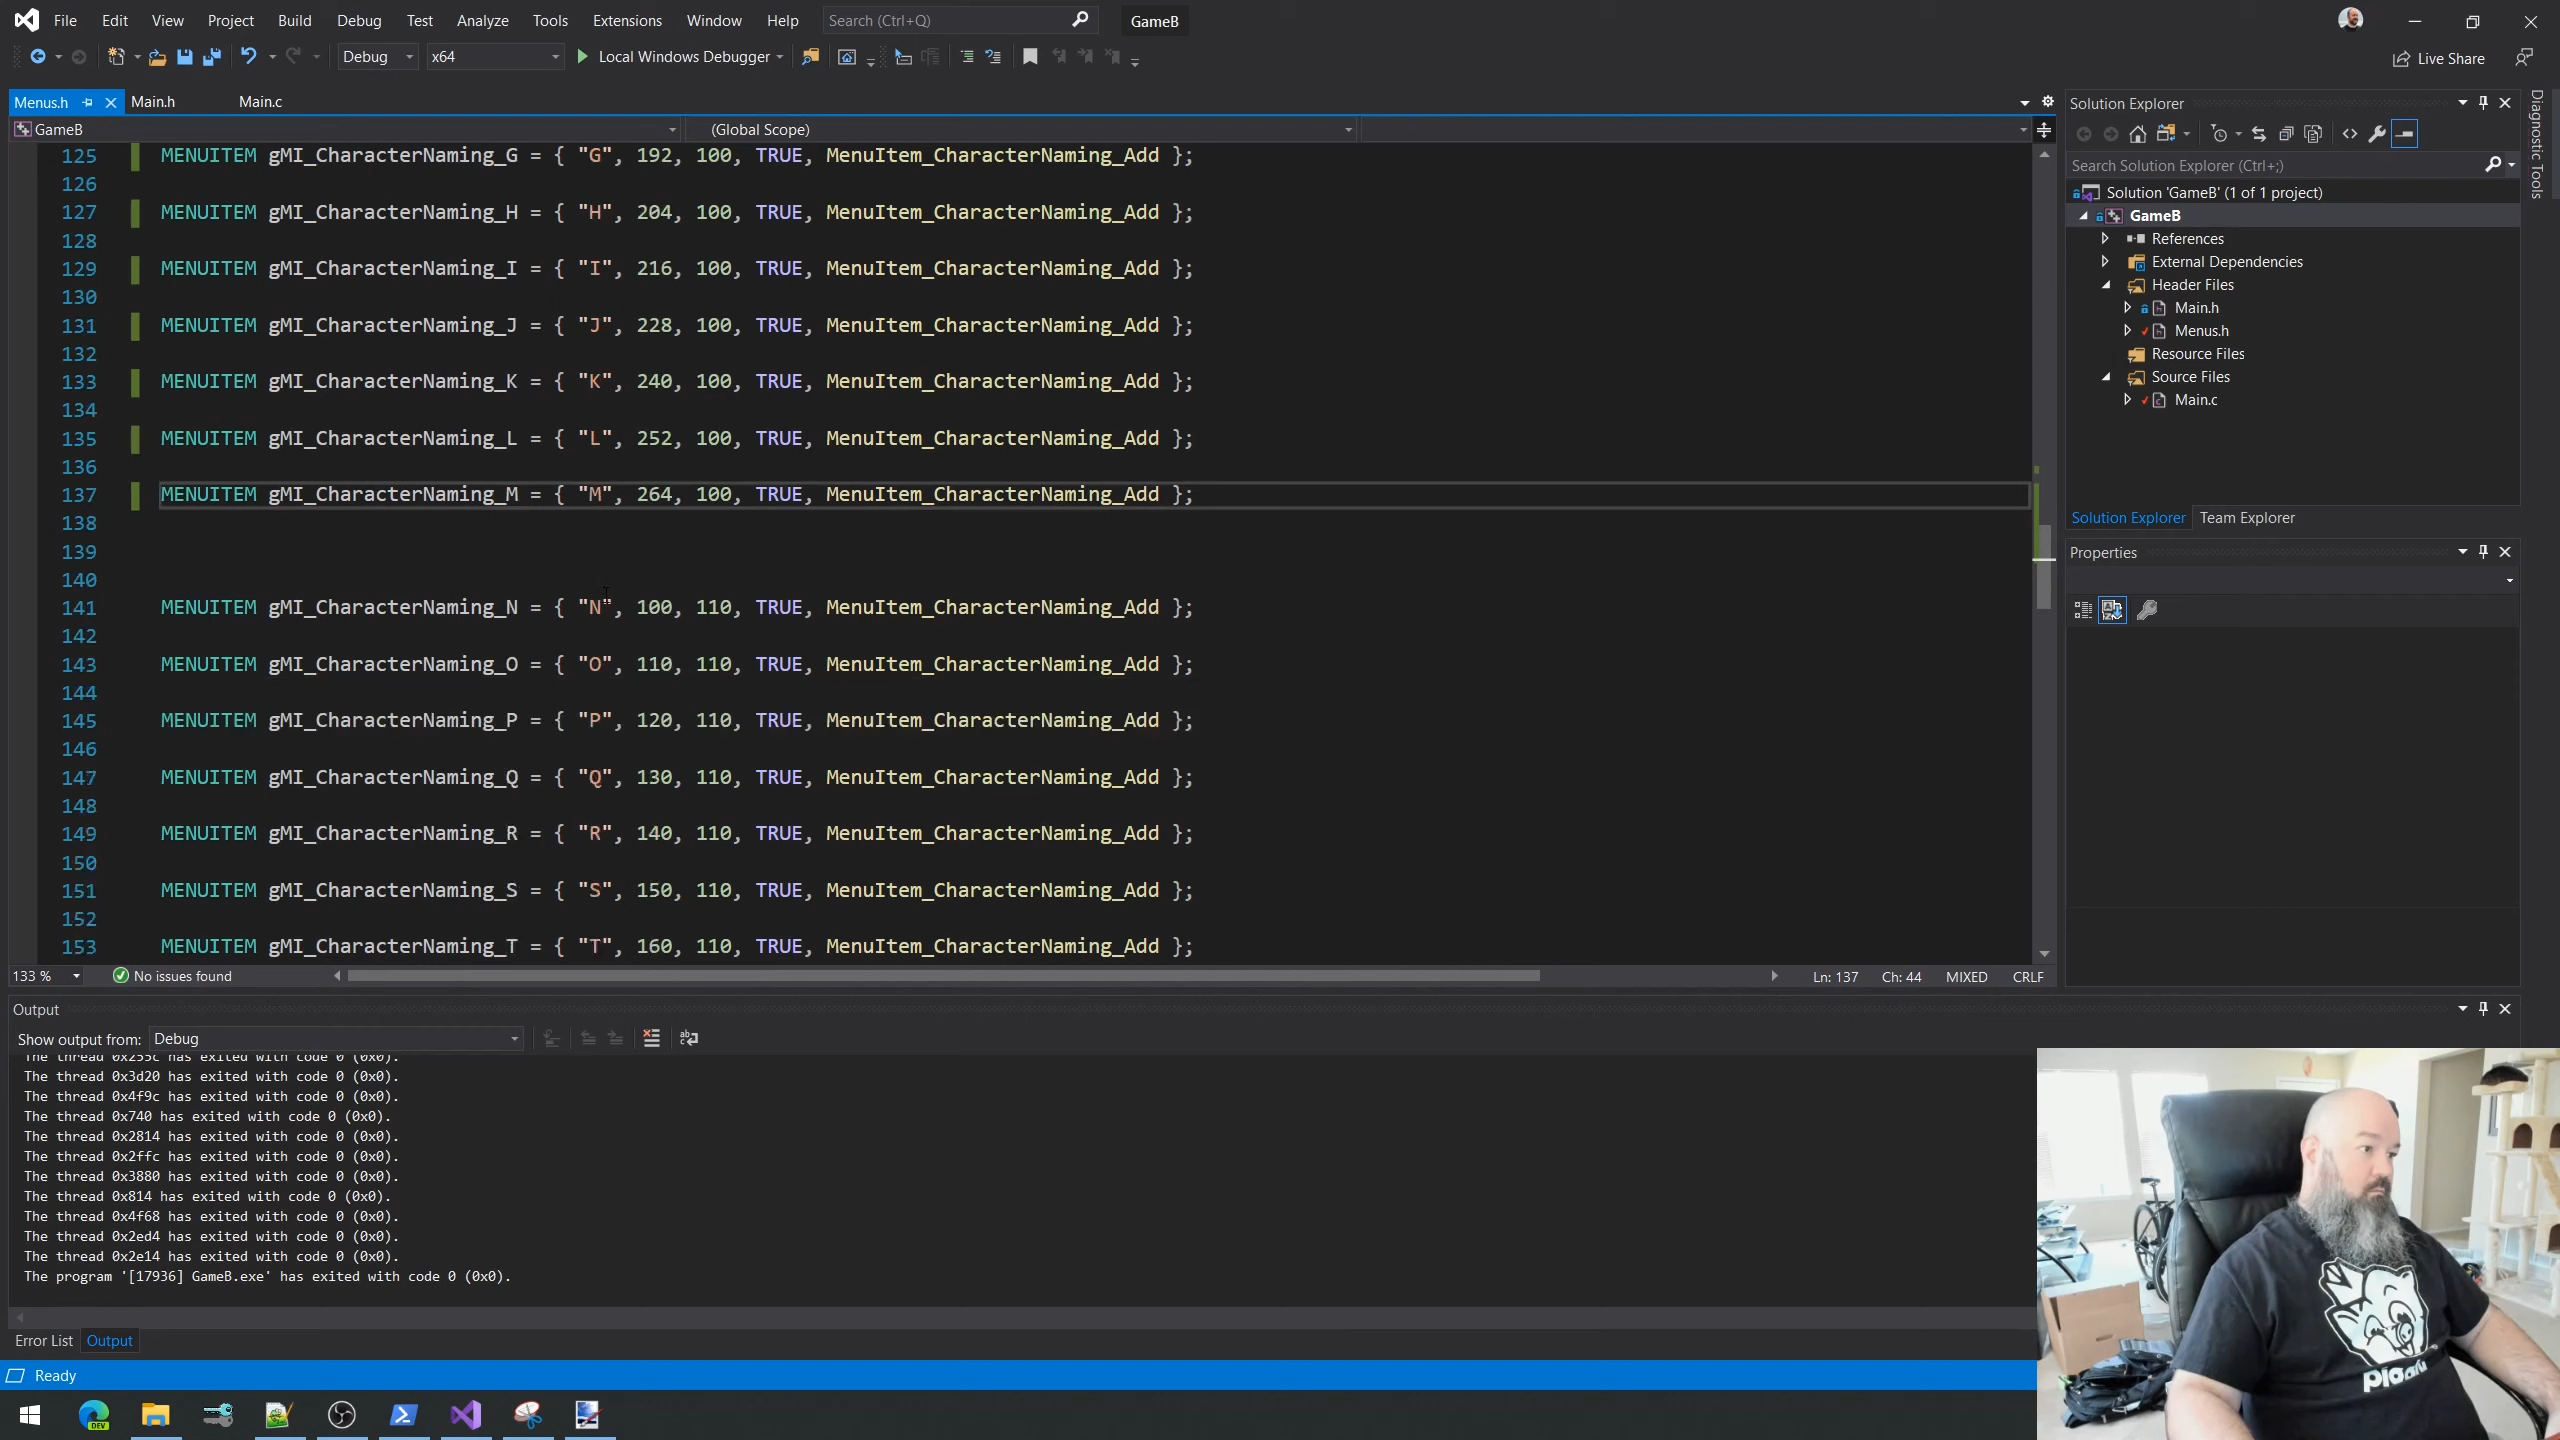 File Edit View Project Build Debug Test Analyze Tools Extensions Window Help Search (Ctrl+Q) GameB
Debug x64 Local Windows Debugger Live Share
Menus.h Main.h Main.c
GameB (Global Scope)
125 MENUITEM gMI_CharacterNaming_G = { "G", 192, 100, TRUE, MenuItem_CharacterNaming_Add };
126
127 MENUITEM gMI_CharacterNaming_H = { "H", 204, 100, TRUE, MenuItem_CharacterNaming_Add };
128
129 MENUITEM gMI_CharacterNaming_I = { "I", 216, 100, TRUE, MenuItem_CharacterNaming_Add };
130
131 MENUITEM gMI_CharacterNaming_J = { "J", 228, 100, TRUE, MenuItem_CharacterNaming_Add };
132
133 MENUITEM gMI_CharacterNaming_K = { "K", 240, 100, TRUE, MenuItem_CharacterNaming_Add };
134
135 MENUITEM gMI_CharacterNaming_L = { "L", 252, 100, TRUE, MenuItem_CharacterNaming_Add };
136
137 MENUITEM gMI_CharacterNaming_M = { "M", 264, 100, TRUE, MenuItem_CharacterNaming_Add };
138
139
140
141 MENUITEM gMI_CharacterNaming_N = { "N", 100, 110, TRUE, MenuItem_CharacterNaming_Add };
142
143 MENUITEM gMI_CharacterNaming_O = { "O", 110, 110, TRUE, MenuItem_CharacterNaming_Add };
144
145 MENUITEM gMI_CharacterNaming_P = { "P", 120, 110, TRUE, MenuItem_CharacterNaming_Add };
146
147 MENUITEM gMI_CharacterNaming_Q = { "Q", 130, 110, TRUE, MenuItem_CharacterNaming_Add };
148
149 MENUITEM gMI_CharacterNaming_R = { "R", 140, 110, TRUE, MenuItem_CharacterNaming_Add };
150
151 MENUITEM gMI_CharacterNaming_S = { "S", 150, 110, TRUE, MenuItem_CharacterNaming_Add };
152
153 MENUITEM gMI_CharacterNaming_T = { "T", 160, 110, TRUE, MenuItem_CharacterNaming_Add };
133 % No issues found Ln: 137 Ch: 44 MIXED CRLF
Solution Explorer
Search Solution Explorer (Ctrl+;)
Solution 'GameB' (1 of 1 project)
GameB
References
External Dependencies
Header Files
Main.h
Menus.h
Resource Files
Source Files
Main.c
Solution Explorer Team Explorer
Properties
Diagnostic Tools
Output
Show output from: Debug
The thread 0x255c has exited with code 0 (0x0).
The thread 0x3d20 has exited with code 0 (0x0).
The thread 0x4f9c has exited with code 0 (0x0).
The thread 0x740 has exited with code 0 (0x0).
The thread 0x2814 has exited with code 0 (0x0).
The thread 0x2ffc has exited with code 0 (0x0).
The thread 0x3880 has exited with code 0 (0x0).
The thread 0x814 has exited with code 0 (0x0).
The thread 0x4f68 has exited with code 0 (0x0).
The thread 0x2ed4 has exited with code 0 (0x0).
The thread 0x2e14 has exited with code 0 (0x0).
The program '[17936] GameB.exe' has exited with code 0 (0x0).
Error List Output
Ready
DEV